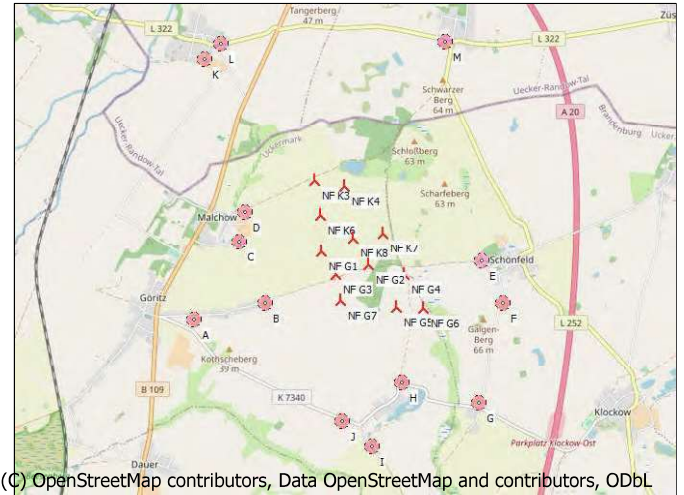 Tangerberg
47 m
L 322
Züs
L
M
L 322
K
Schwarzer
Berg
64 m
Uecker-Randow-Tal
A 20
Brandenburg
Uecker-Randow-Tal
Uckermark
Uckerm
Schloßberg
63 m
NF K3
NF K4
Scharfeberg
63 m
Malchow
D
NF K6
C
NF K8
NF K7
NF G1
NF G2
Schönfeld
E
NF G3
NF G4
Göritz
B
F
NF G7
NF G5
NF G6
A
L 252
Galgen-
Berg
66 m
Kothscheberg
39 m
B 109
H
K 7340
G
Klockow
J
Parkplatz Klockow-Ost
I
Dauer
(C) OpenStreetMap contributors, Data OpenStreetMap and contributors, ODbL